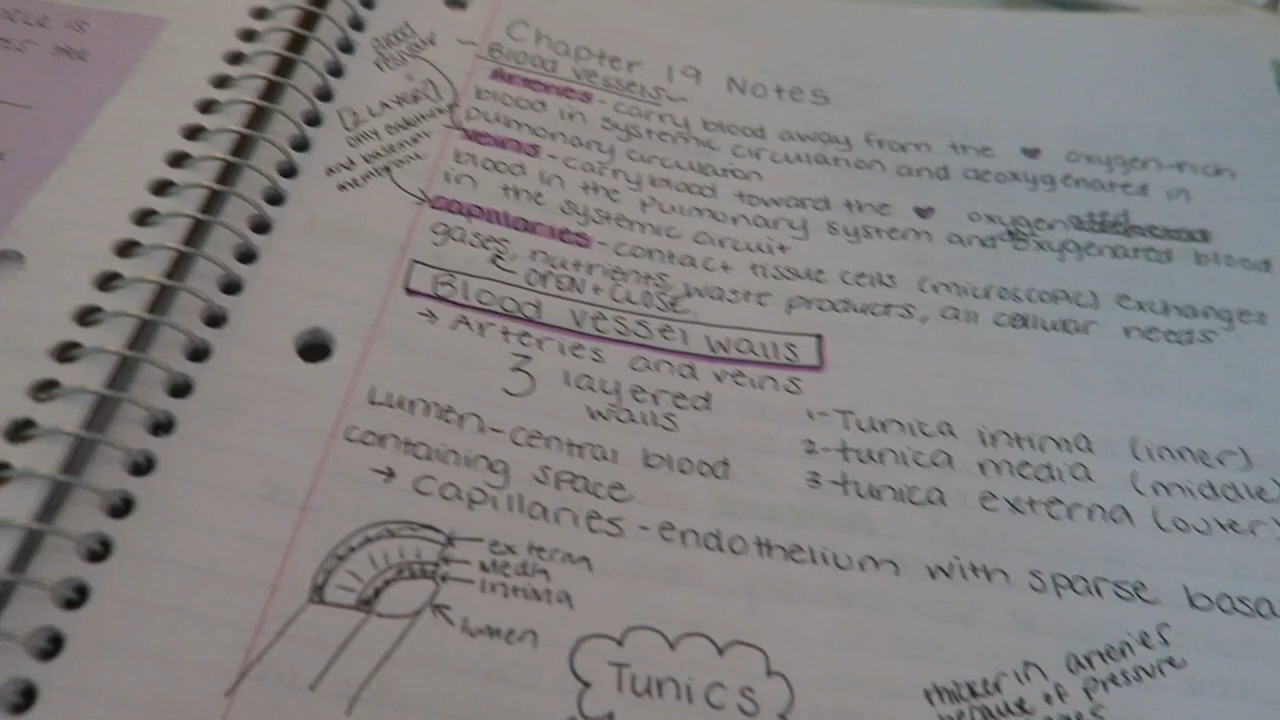 Chapter 19 Notes
Blood vessels~
Arteries - carry blood away from the ♥ oxygen-rich
blood in systemic circulation and deoxygenated in
pulmonary circulation
Veins - carry blood toward the ♥ oxygen
blood in the pulmonary system and oxygenated blood
in the systemic circuit
capillaries - contact tissue cells (microscopic) exchanges
gases, nutrients, waste products, all cellular needs
OPEN + CLOSE
Blood vessel walls
→ Arteries and veins
3 layered
walls
1-Tunica intima (inner)
2-tunica media (middle)
3-tunica externa (outer)
Lumen-central blood
containing space
→ capillaries - endothelium with sparse basa
extern
Media
Intima
lumen
Tunics
thicker in arteries
because of pressure
Blood
[2 LAYERS]
and basement
membrane